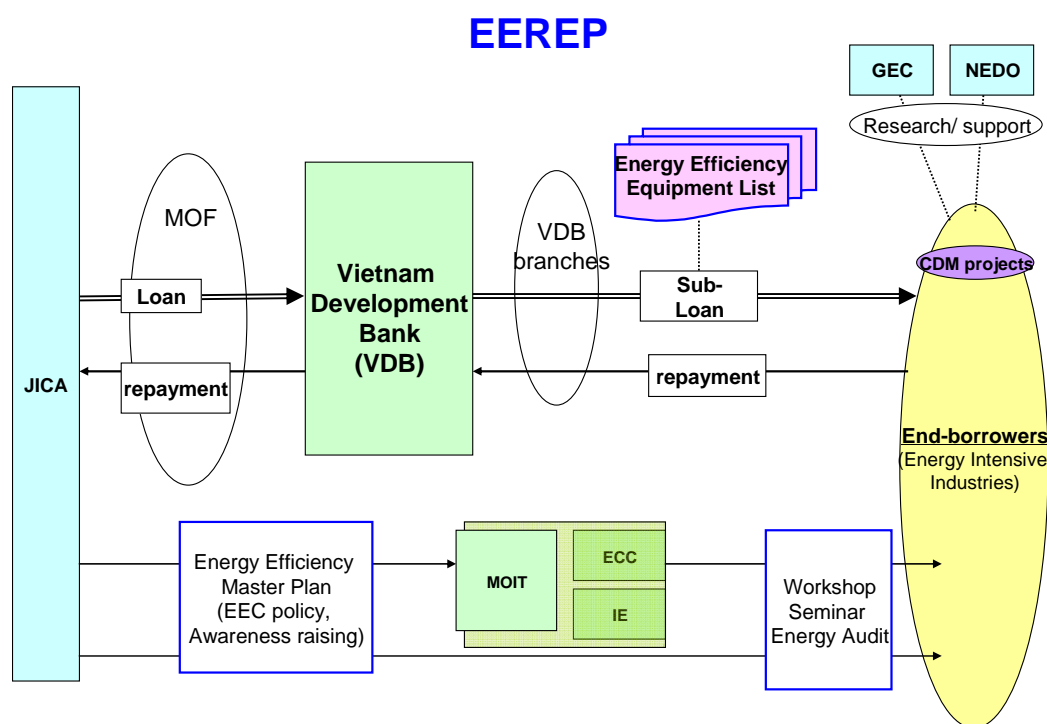 EEREP
GEC
NEDO
Research/ support
Energy Efficiency
Equipment List
MOF
VDB
branches
CDM projects
Loan
Vietnam
Development
Bank
(VDB)
Sub-
Loan
JICA
repayment
repayment
End-borrowers
(Energy Intensive
Industries)
Energy Efficiency
Master Plan
(EEC policy,
Awareness raising)
MOIT
ECC
IE
Workshop
Seminar
Energy Audit